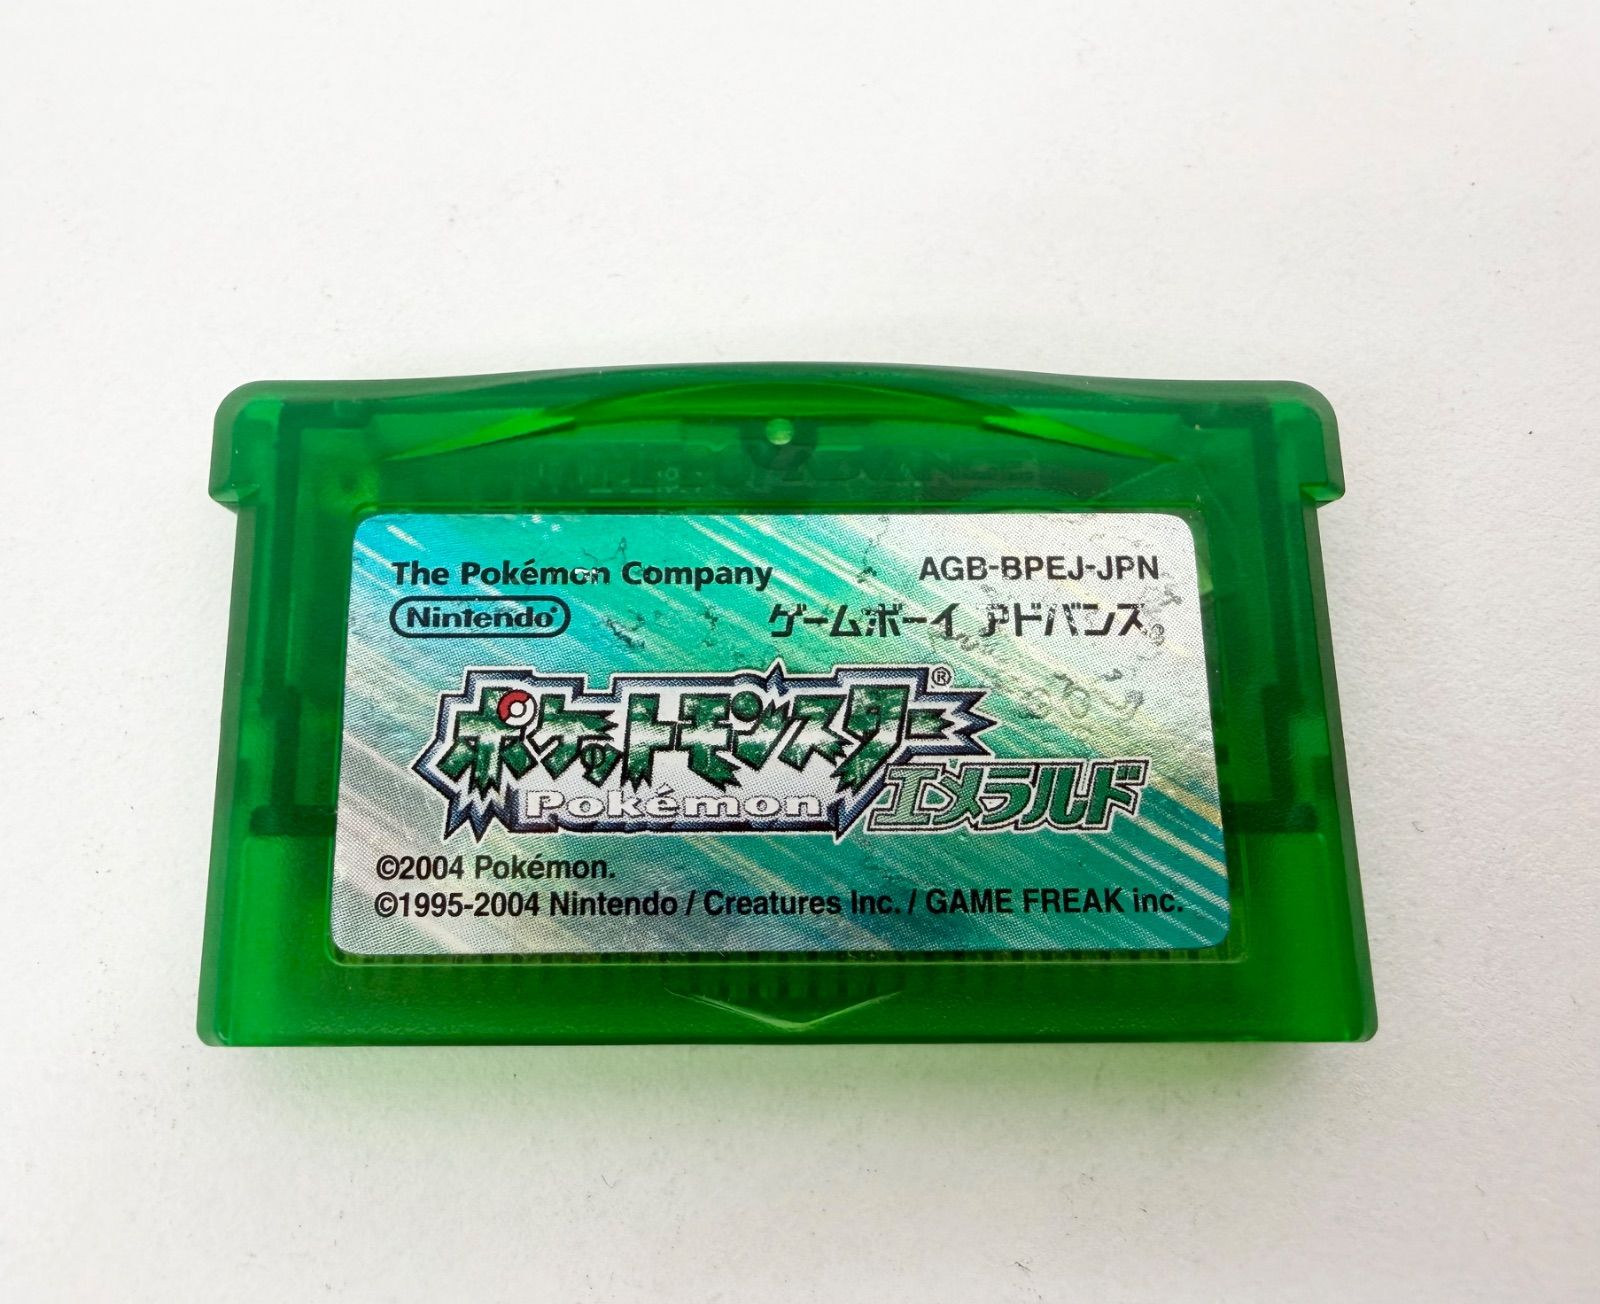 The Pokémon Company
AGB-BPEJ-JPN
Nintendo®
ゲームボーイ アドバンス
ポケットモンスター®
Pokémon
エメラルド
©2004 Pokémon.
©1995-2004 Nintendo / Creatures Inc. / GAME FREAK inc.